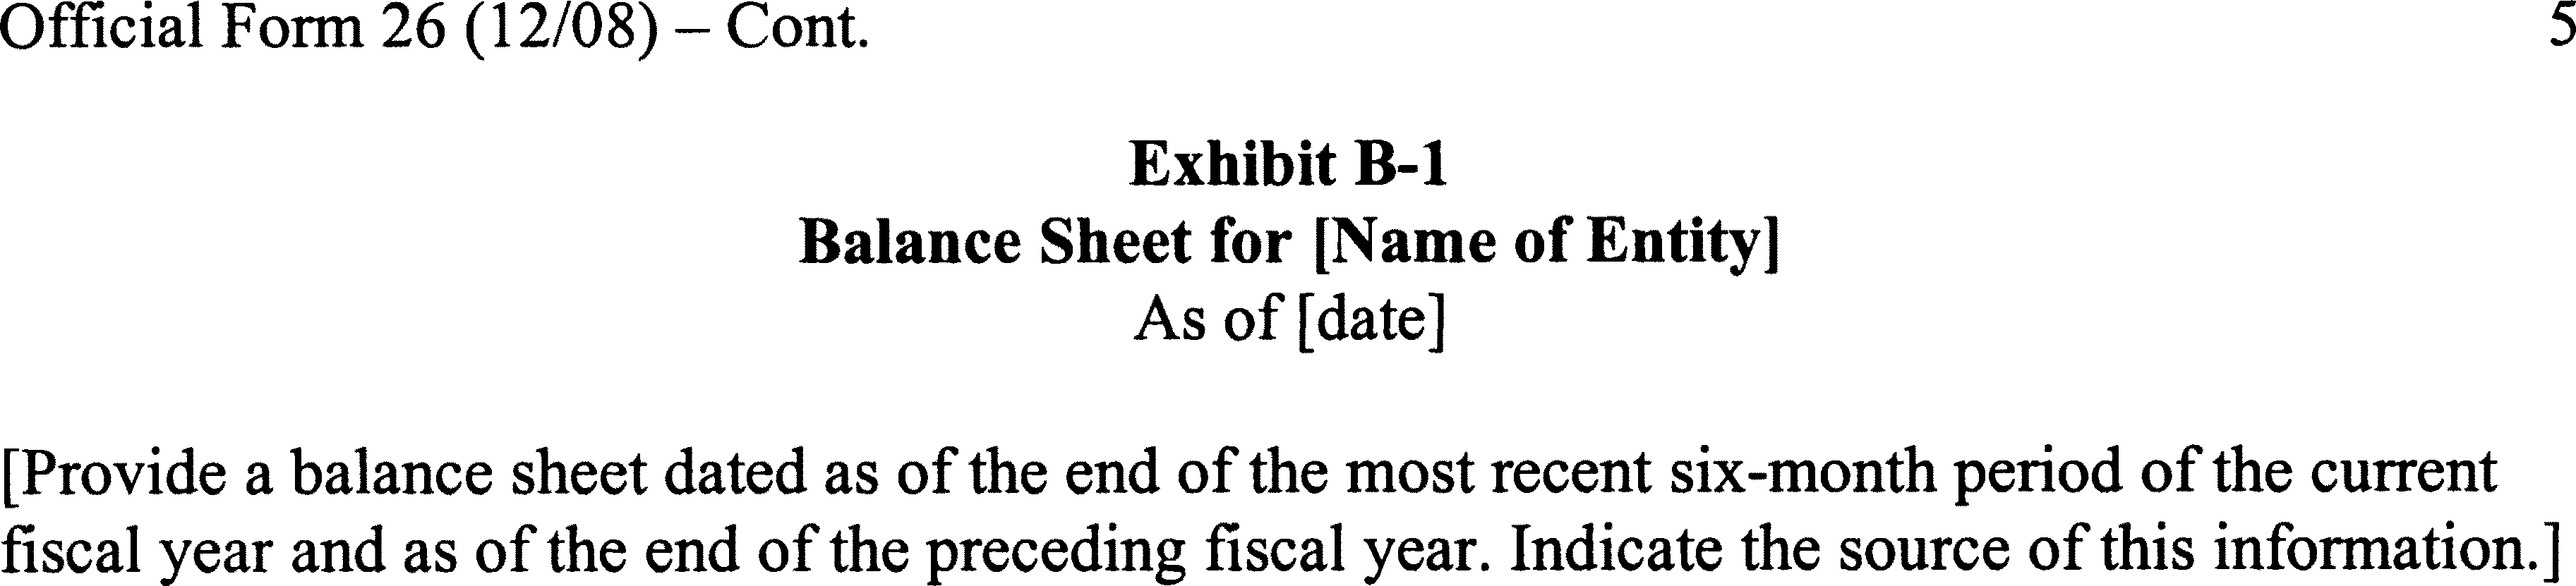 Official Form 26 (12/08) – Cont. 5
Exhibit B-1
Balance Sheet for [Name of Entity]
As of [date]
[Provide a balance sheet dated as of the end of the most recent six-month period of the current
fiscal year and as of the end of the preceding fiscal year. Indicate the source of this information.]